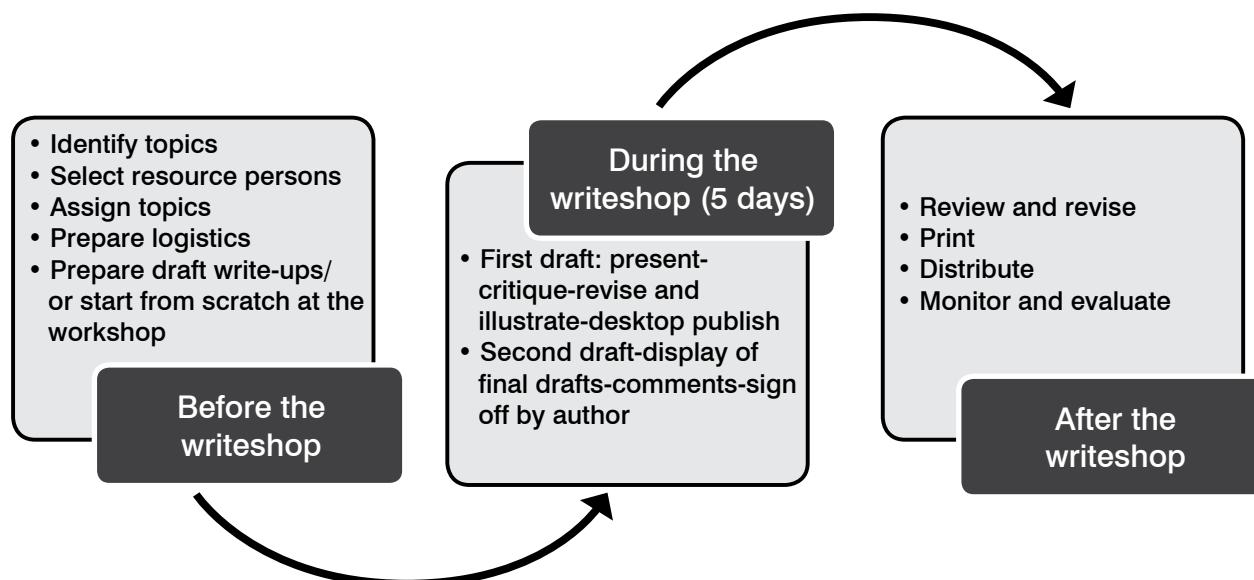 • Identify topics
• Select resource persons
• Assign topics
• Prepare logistics
• Prepare draft write-ups/
or start from scratch at the
workshop
Before the
writeshop
During the
writeshop (5 days)
• First draft: present-
critique-revise and
illustrate-desktop publish
• Second draft-display of
final drafts-comments-sign
off by author
• Review and revise
• Print
• Distribute
• Monitor and evaluate
After the
writeshop